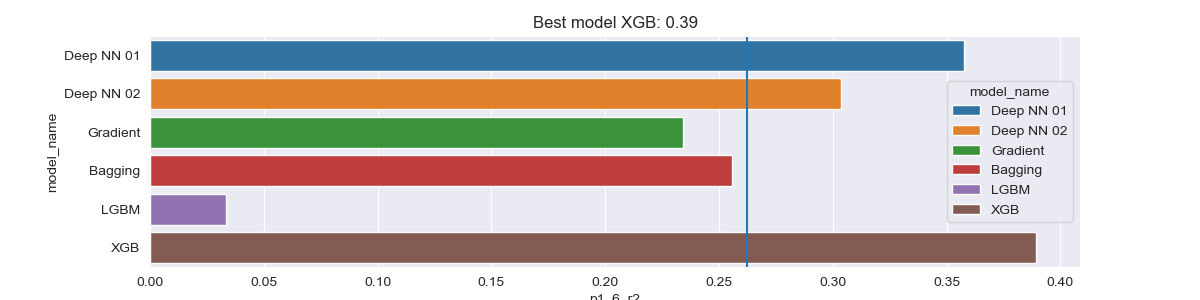 Best model XGB: 0.39
model_name
Deep NN 01
Deep NN 02
Gradient
Bagging
LGBM
XGB
model_name
Deep NN 01
Deep NN 02
Gradient
Bagging
LGBM
XGB
0.00 0.05 0.10 0.15 0.20 0.25 0.30 0.35 0.40
p1_6_r2